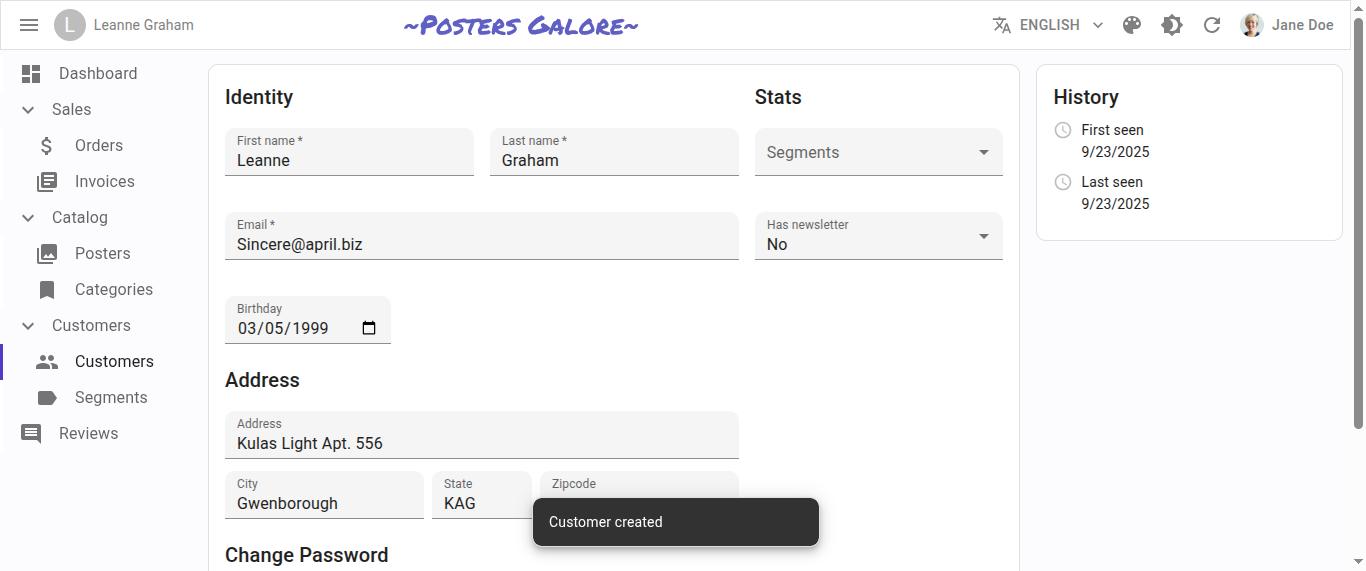 L Leanne Graham
~Posters Galore~
ENGLISH
Jane Doe
Dashboard
Sales
Orders
Invoices
Catalog
Posters
Categories
Customers
Customers
Segments
Reviews
Identity
First name *
Leanne
Last name *
Graham
Email *
Sincere@april.biz
Birthday
03/05/1999
Stats
Segments
Has newsletter
No
Address
Address
Kulas Light Apt. 556
City
Gwenborough
State
KAG
Zipcode
Change Password
History
First seen
9/23/2025
Last seen
9/23/2025
Customer created